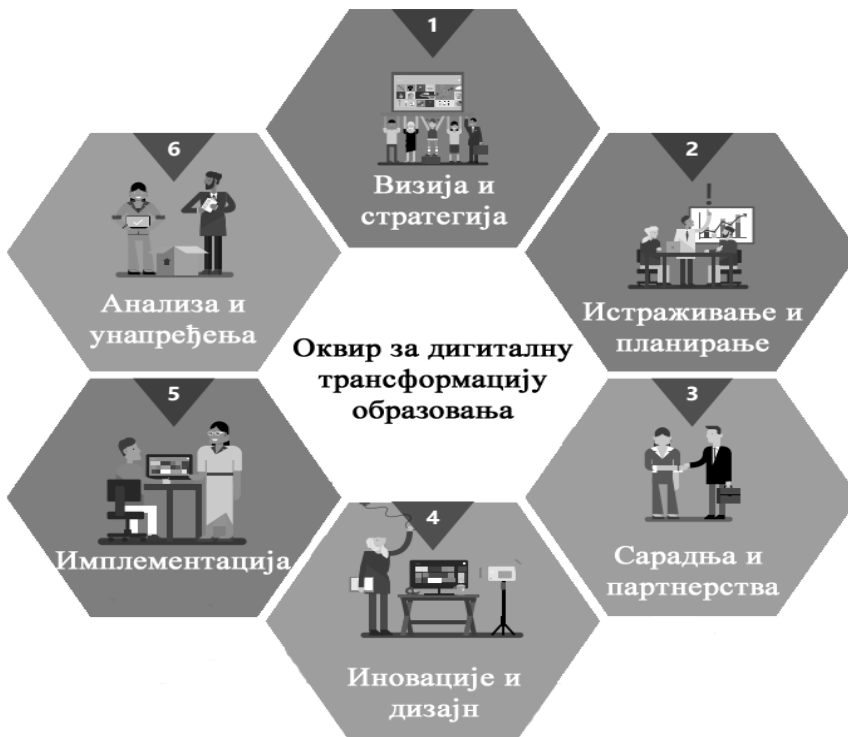 1
Визија и
стратегија
2
Истраживање и
планирање
3
Сарадња и
партнерства
4
Иновације и
дизајн
5
Имплементација
6
Анализа и
унапређења
Оквир за дигиталну
трансформацију
образовања